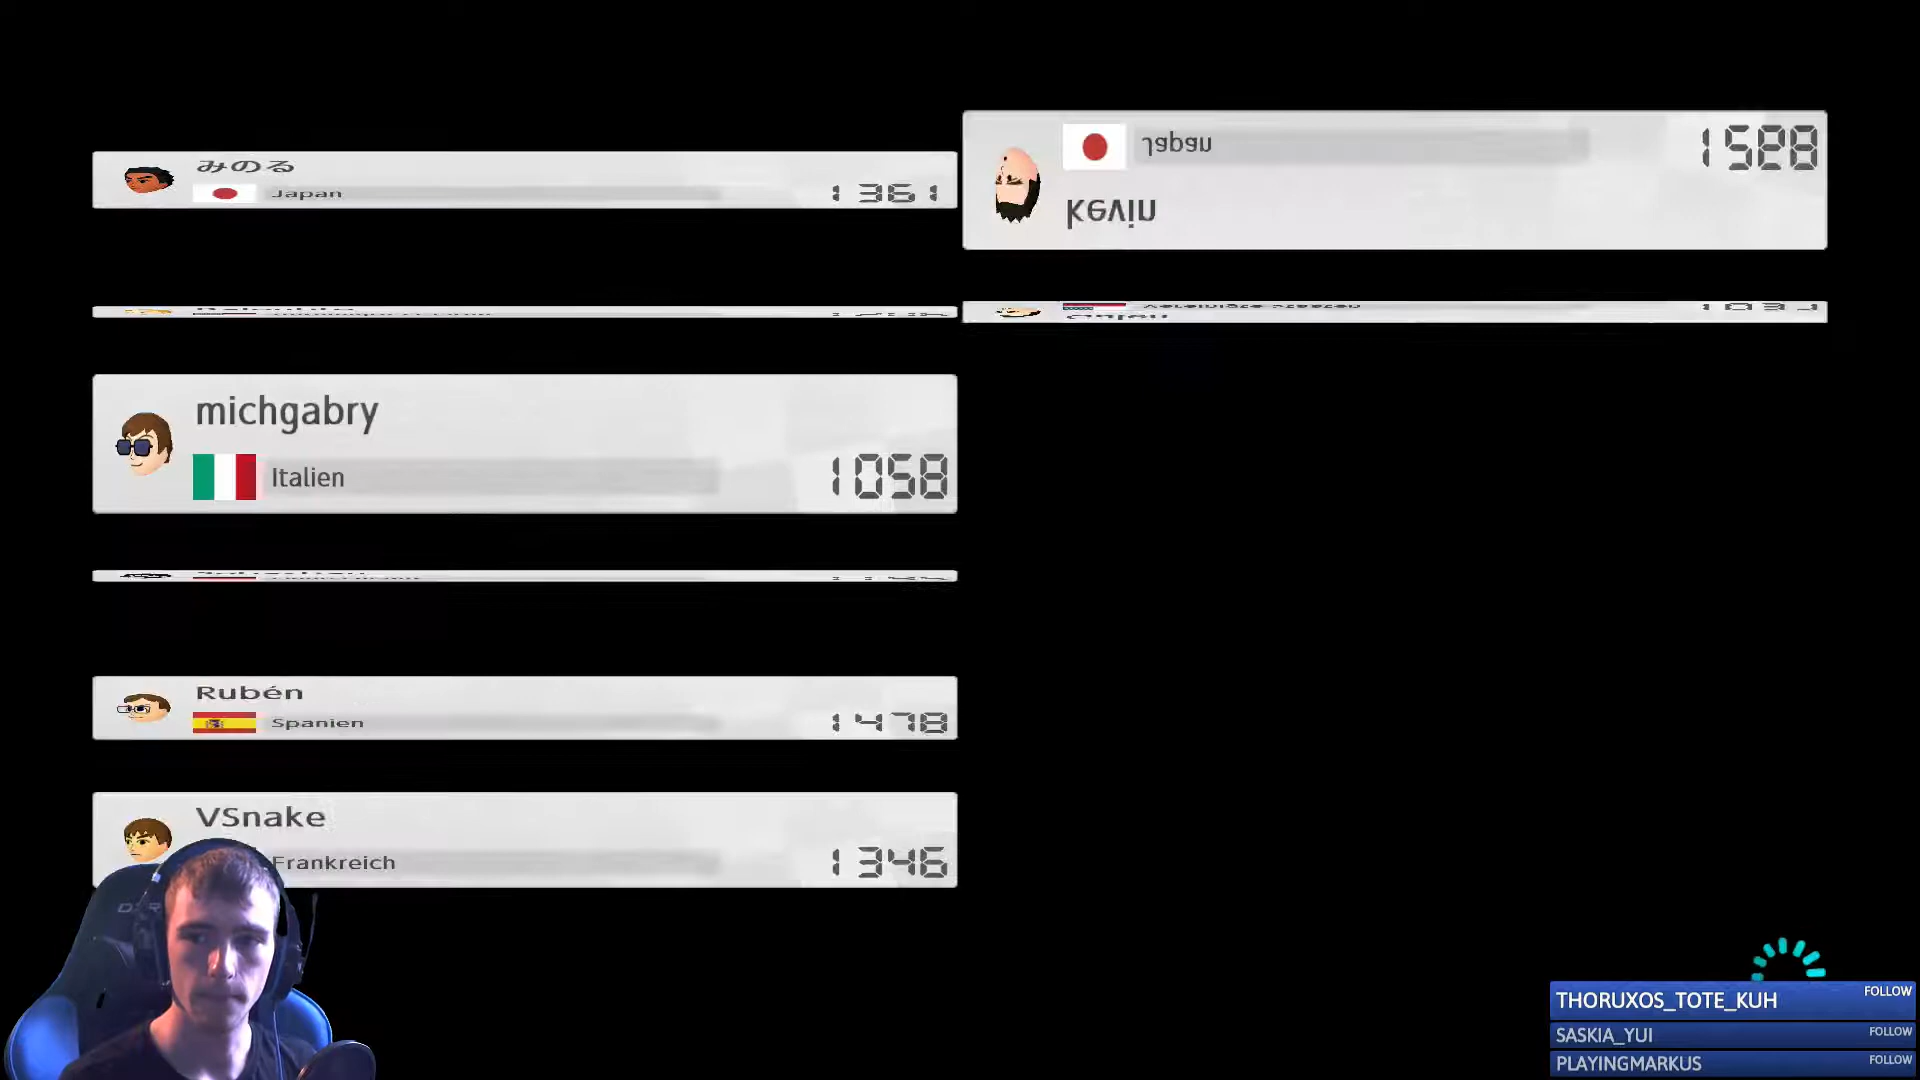 みのる
Japan
1361
Japan
Kevin
michgabry
Italien
1058
Rubén
Spanien
1478
VSnake
Frankreich
1346
THORUXOS_TOTE_KUH FOLLOW
SASKIA_YUI FOLLOW
PLAYINGMARKUS FOLLOW